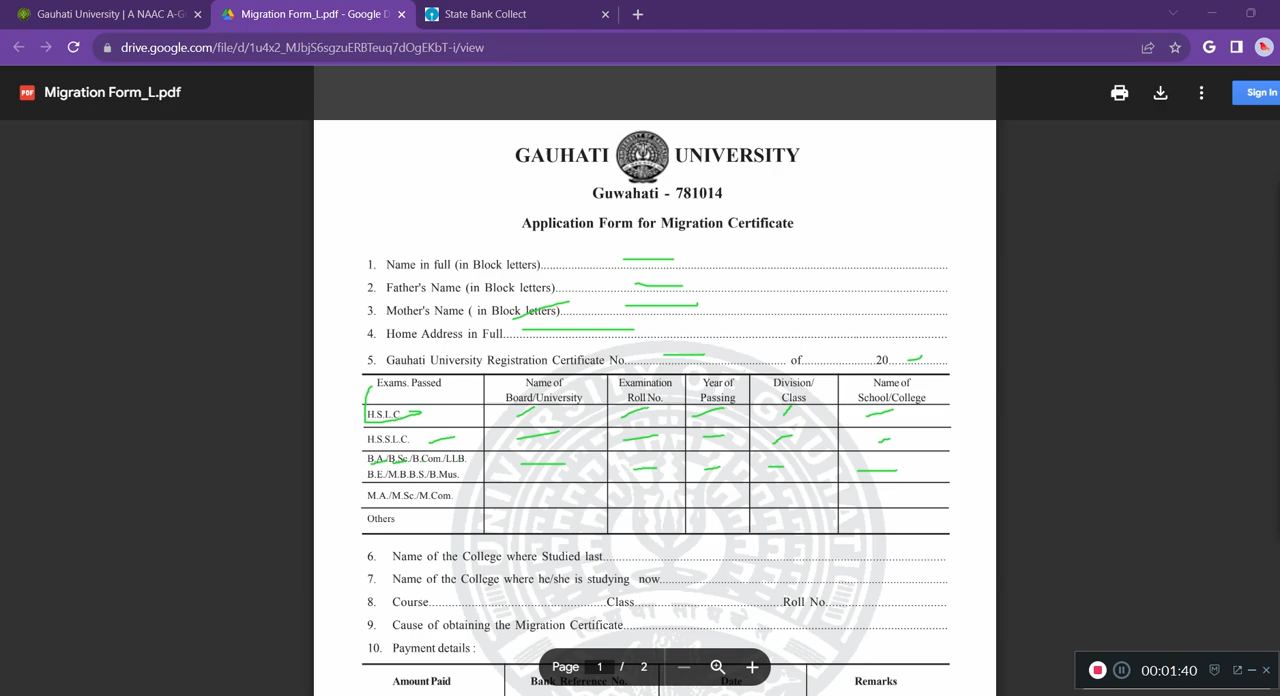 Gauhati University | A NAAC A-G
Migration Form_L.pdf - Google D
State Bank Collect
drive.google.com/file/d/1u4x2_MJbjS6sgzuERBTeuq7dOgEKbT-i/view
PDF Migration Form_L.pdf
Sign In
GAUHATI UNIVERSITY
Guwahati - 781014
Application Form for Migration Certificate
1. Name in full (in Block letters)
2. Father's Name (in Block letters)
3. Mother's Name ( in Block letters)
4. Home Address in Full
5. Gauhati University Registration Certificate No. of 20
Exams. Passed Name of Board/University Examination Roll No. Year of Passing Division/ Class Name of School/College
H.S.L.C.
H.S.S.L.C.
B.A./B.Sc./B.Com./LLB.
B.E./M.B.B.S./B.Mus.
M.A./M.Sc./M.Com.
Others
6. Name of the College where Studied last
7. Name of the College where he/she is studying now
8. Course Class Roll No.
9. Cause of obtaining the Migration Certificate
10. Payment details :
Page 1 / 2
Amount Paid Bank Reference No. Date Remarks
00:01:40